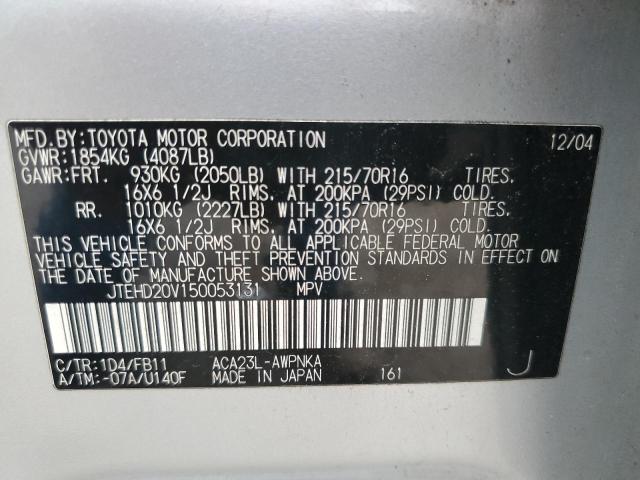 MFD.BY:TOYOTA MOTOR CORPORATION 12/04
GVWR:1854KG (4087LB)
GAWR:FRT. 930KG (2050LB) WITH 215/70R16 TIRES.
16X6 1/2J RIMS. AT 200KPA (29PSI) COLD.
RR. 1010KG (2227LB) WITH 215/70R16 TIRES.
16X6 1/2J RIMS. AT 200KPA (29PSI) COLD.
THIS VEHICLE CONFORMS TO ALL APPLICABLE FEDERAL MOTOR
VEHICLE SAFETY AND THEFT PREVENTION STANDARDS IN EFFECT ON
THE DATE OF MANUFACTURE SHOWN ABOVE.
JTEHD20V150053131 MPV
C/TR:1D4/FB11 ACA23L-AWPNKA
A/TM:-07A/U140F MADE IN JAPAN 161 J